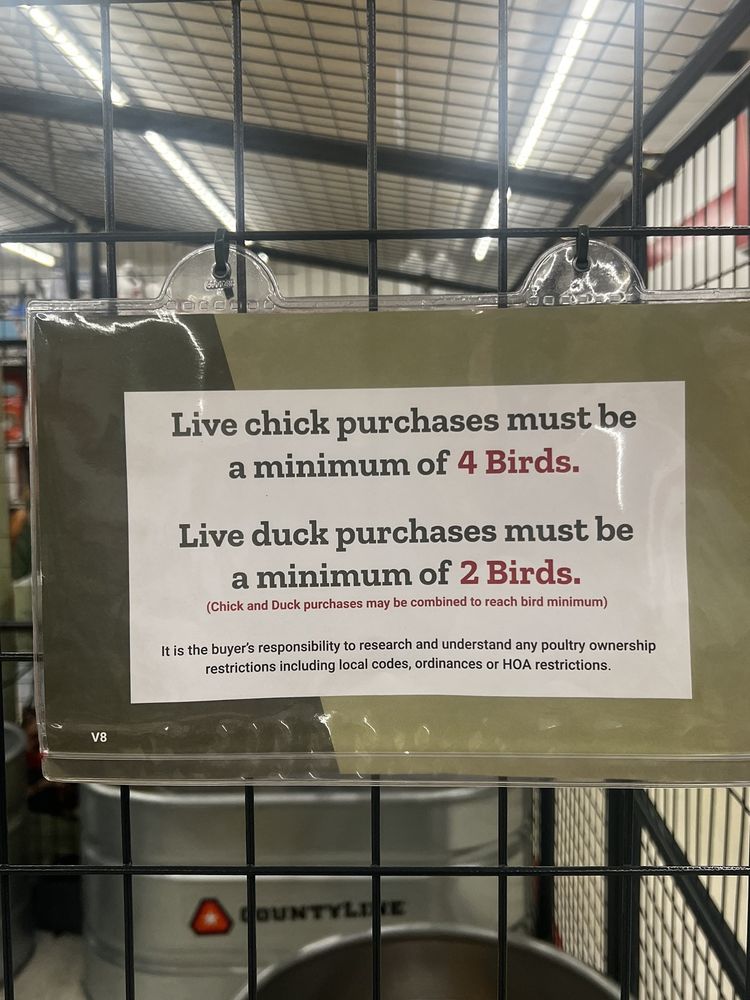 Live chick purchases must be
a minimum of 4 Birds.
Live duck purchases must be
a minimum of 2 Birds.
(Chick and Duck purchases may be combined to reach bird minimum)
It is the buyer's responsibility to research and understand any poultry ownership
restrictions including local codes, ordinances or HOA restrictions.
V8
COUNTYLINE